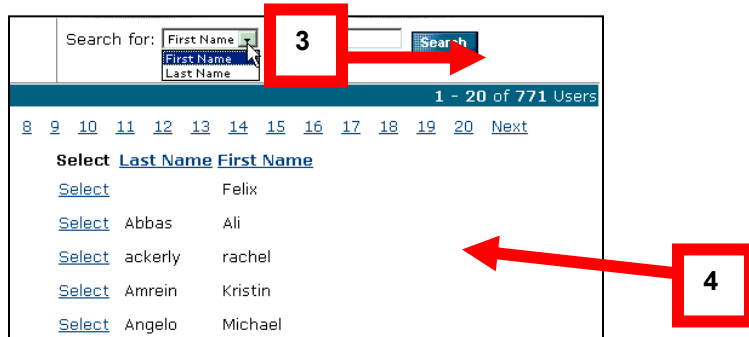 Search for: First Name 3 Search
First Name
Last Name
1 - 20 of 771 Users
8 9 10 11 12 13 14 15 16 17 18 19 20 Next
Select Last Name First Name
Select Felix
Select Abbas Ali
Select ackerly rachel
Select Amrein Kristin
4
Select Angelo Michael